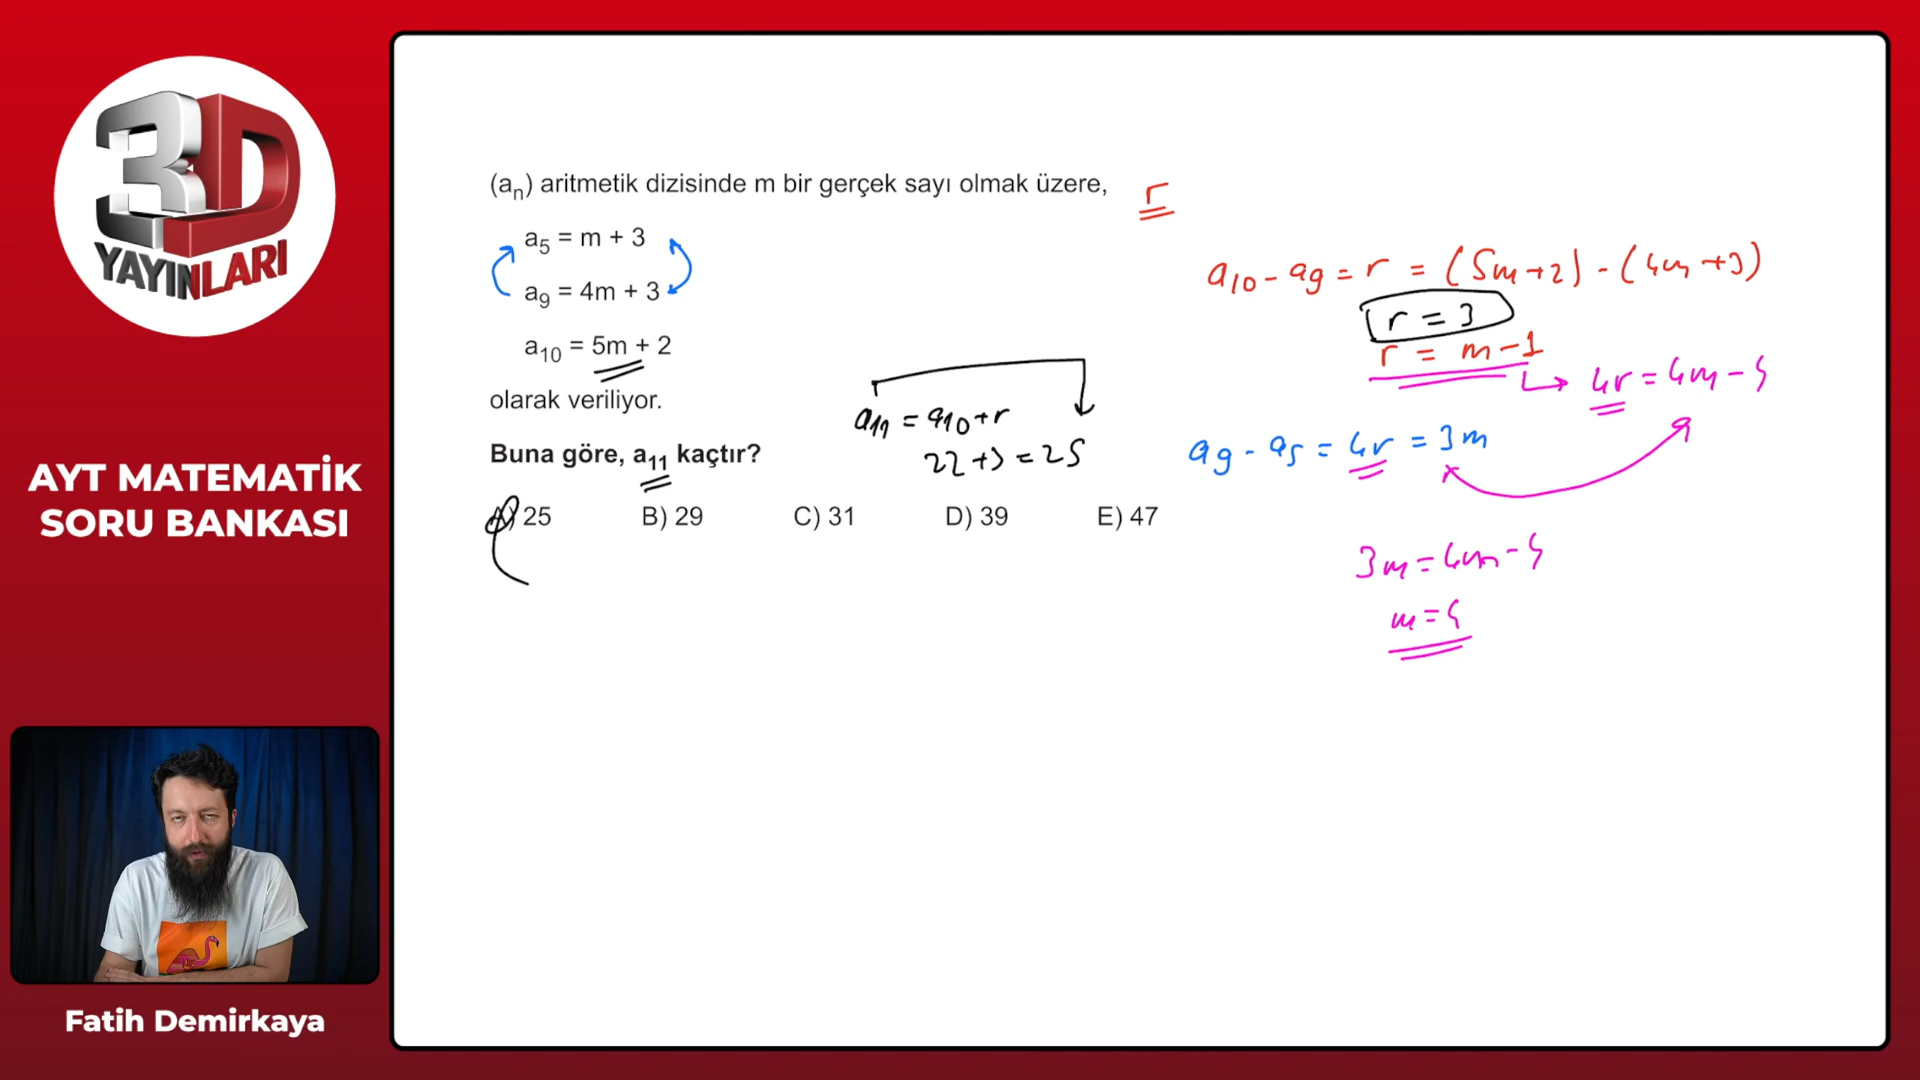 3D
YAYINLARI
AYT MATEMATİK
SORU BANKASI
Fatih Demirkaya
(aₙ) aritmetik dizisinde m bir gerçek sayı olmak üzere,
a₅ = m + 3
a₉ = 4m + 3
a₁₀ = 5m + 2
olarak veriliyor.
Buna göre, a₁₁ kaçtır?
A) 25 B) 29 C) 31 D) 39 E) 47
a₁₁ = a₁₀ + r
22 + 3 = 25
r
a₁₀ - a₉ = r = (5m + 2) - (4m + 3)
r = 3
r = m - 1
4r = 4m - 4
a₉ - a₅ = 4r = 3m
3m = 4m - 4
m = 4